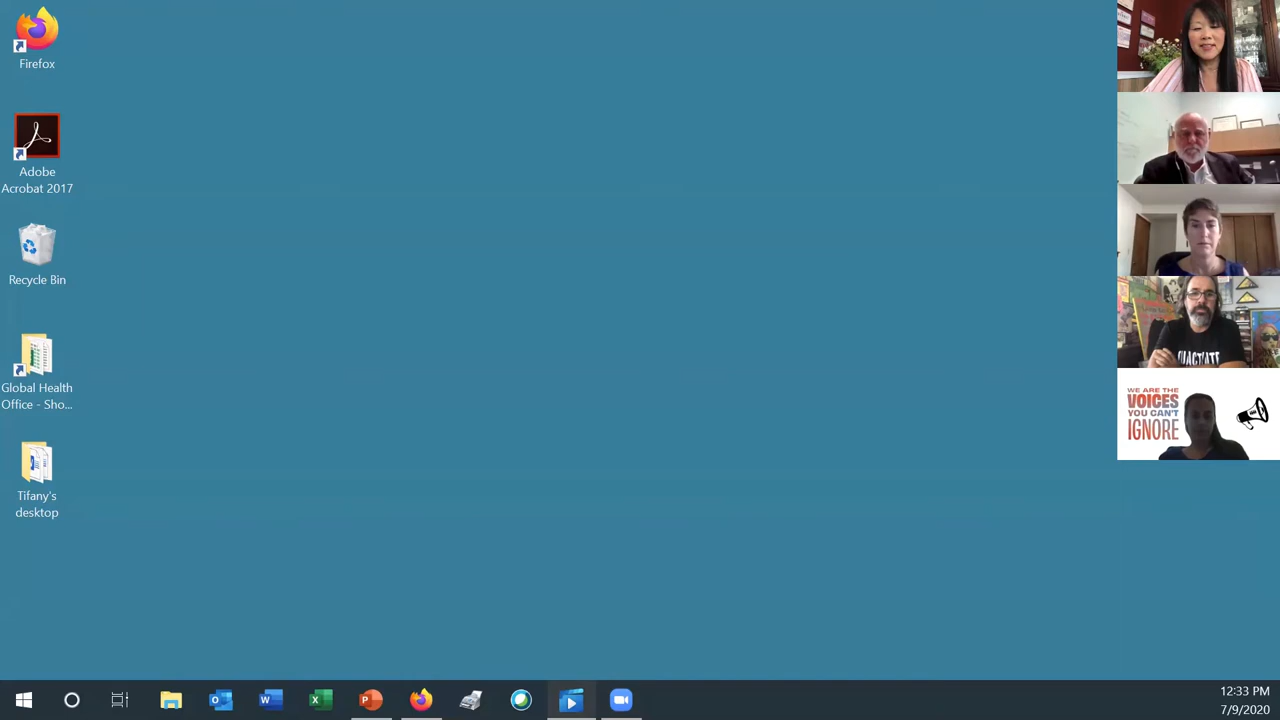 Firefox
Adobe
Acrobat 2017
Recycle Bin
Global Health
Office - Sho...
Tifany's
desktop
WE ARE THE
VOICES
YOU CAN'T
IGNORE
12:33 PM
7/9/2020